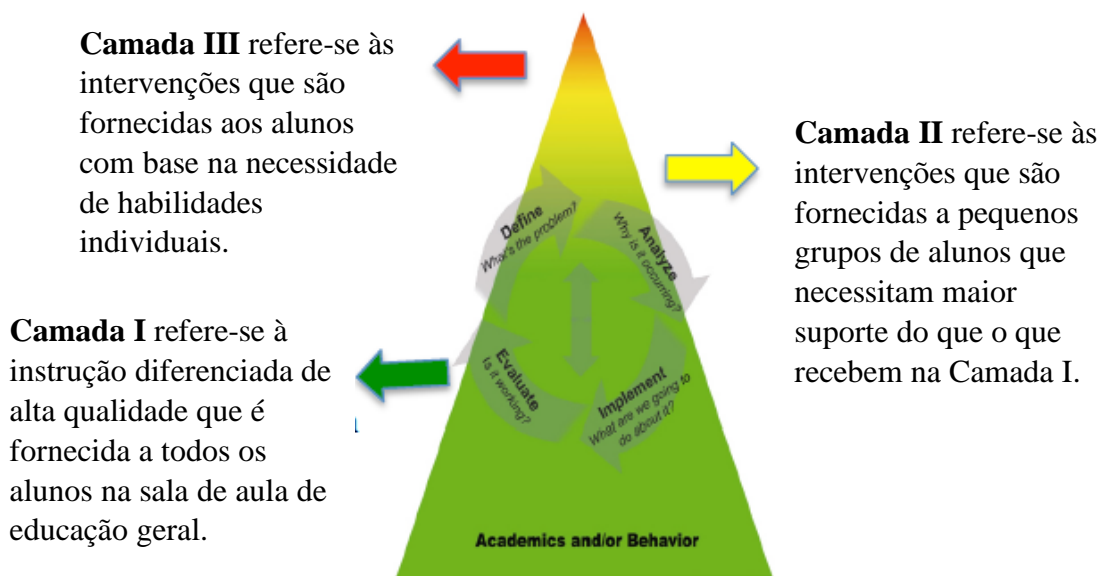 Camada III refere-se às
intervenções que são
fornecidas aos alunos
com base na necessidade
de habilidades
individuais.
Camada II refere-se às
intervenções que são
fornecidas a pequenos
grupos de alunos que
necessitam maior
suporte do que o que
recebem na Camada I.
Camada I refere-se à
instrução diferenciada de
alta qualidade que é
fornecida a todos os
alunos na sala de aula de
educação geral.
Define
What's the problem?
Analyze
Why is it occurring?
Implement
What are we going to
do about it?
Evaluate
Is it working?
Academics and/or Behavior